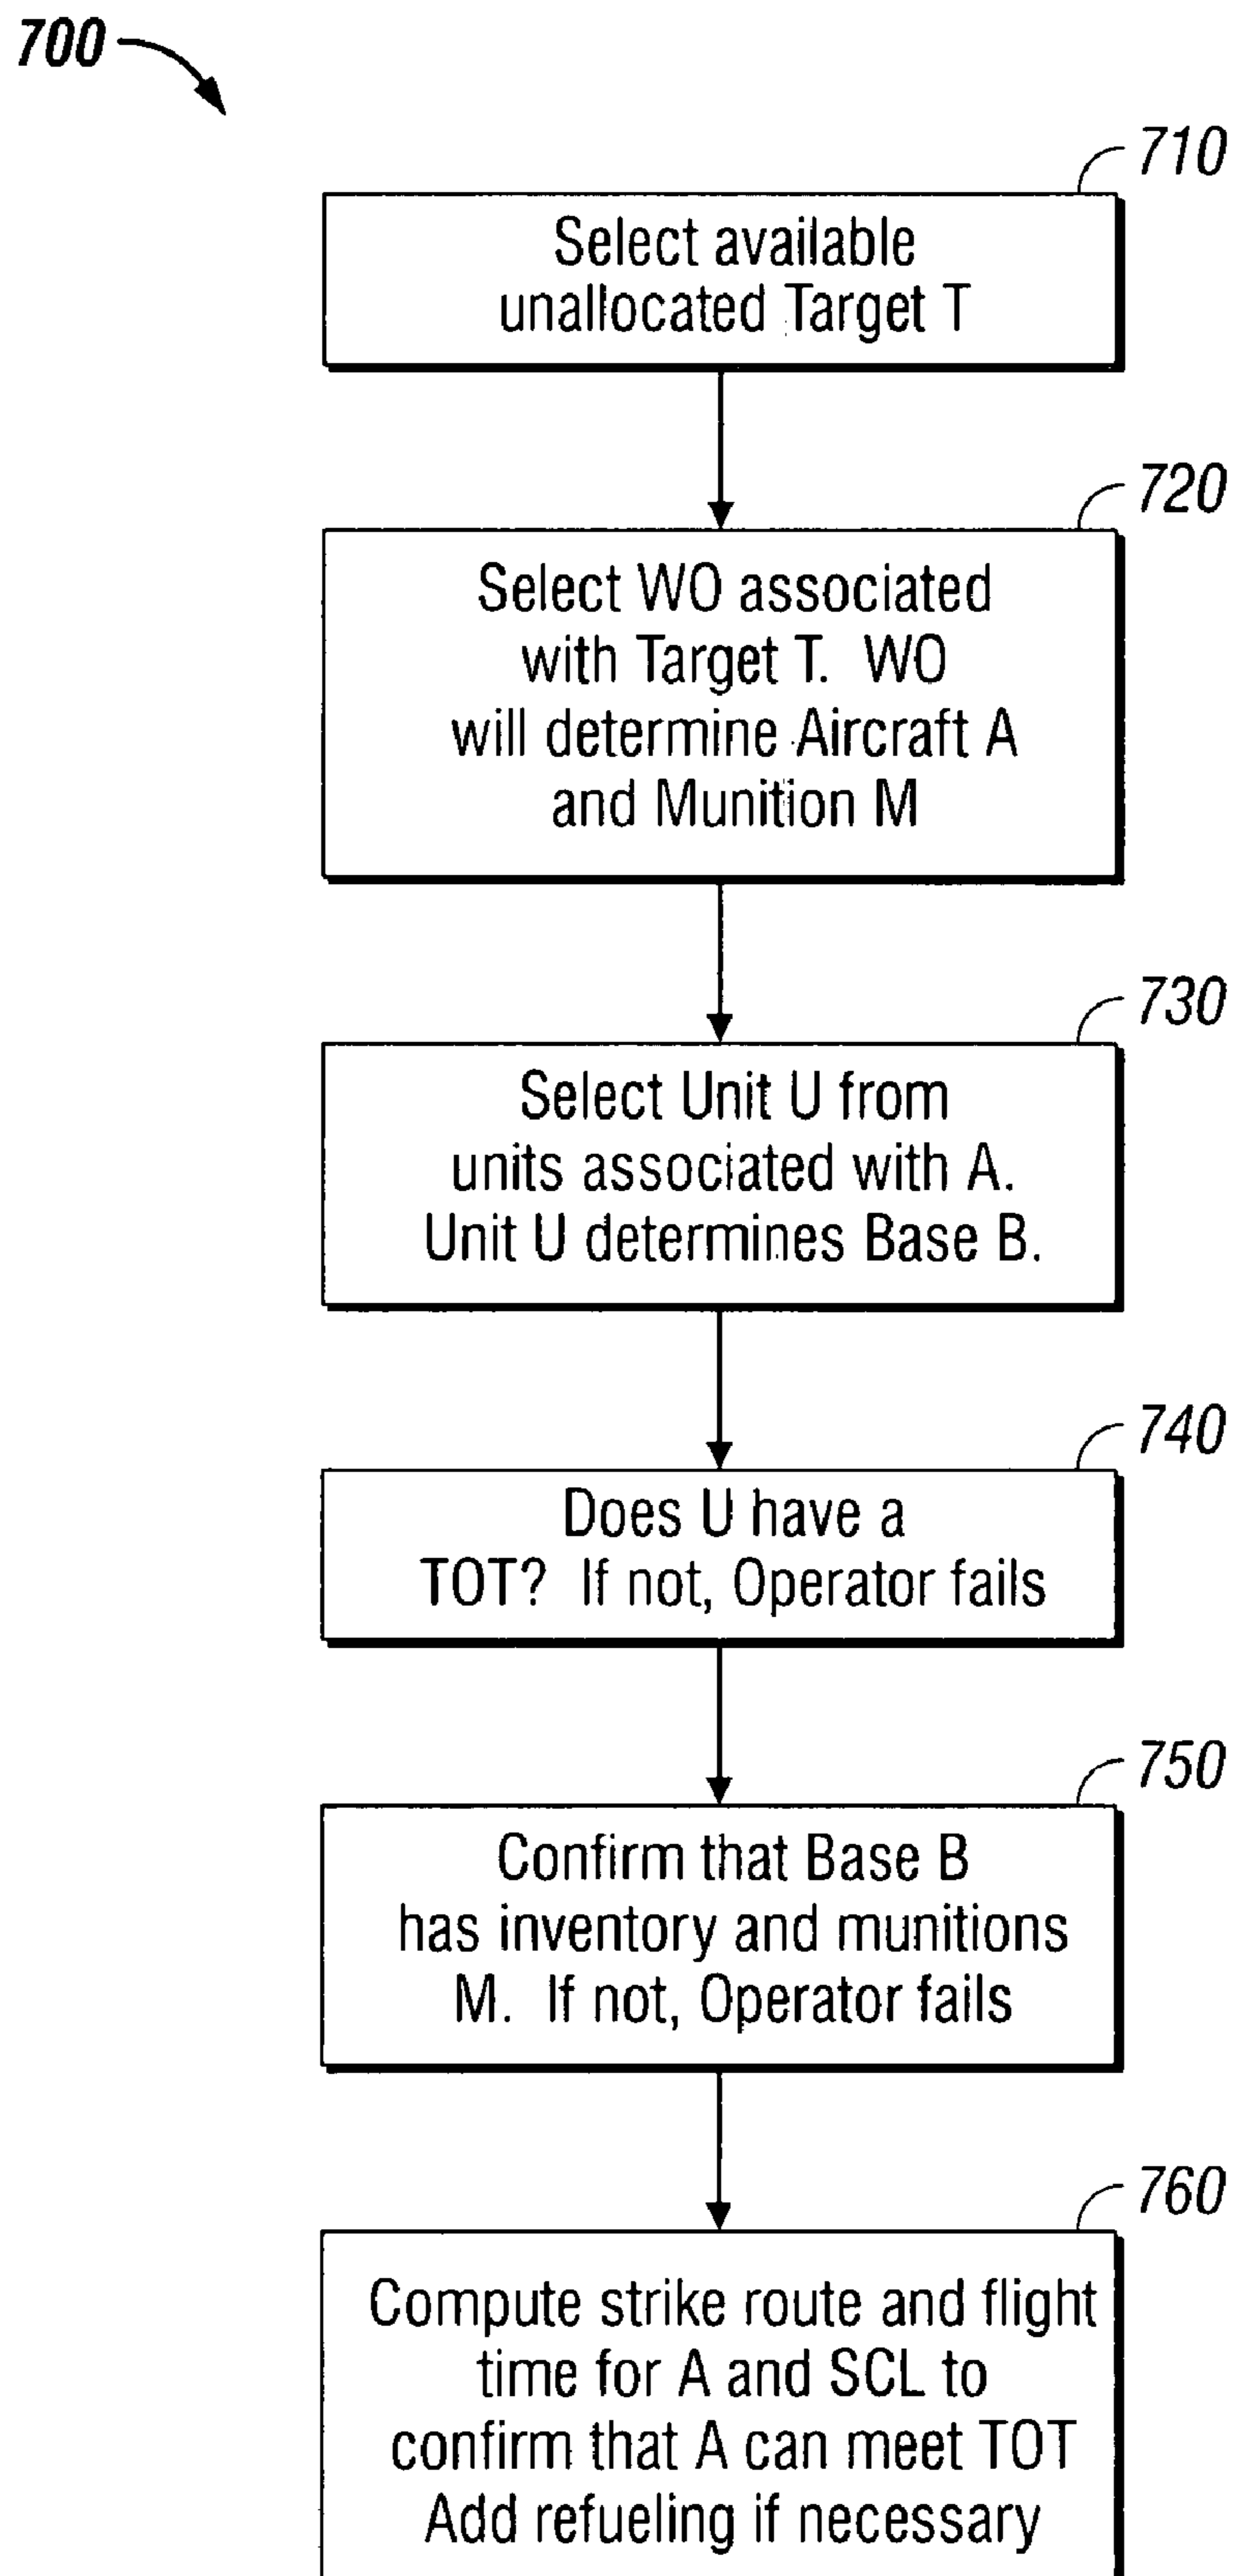 700
710
Select available
unallocated Target T
720
Select WO associated
with Target T. WO
will determine Aircraft A
and Munition M
730
Select Unit U from
units associated with A.
Unit U determines Base B.
740
Does U have a
TOT? If not, Operator fails
750
Confirm that Base B
has inventory and munitions
M. If not, Operator fails
760
Compute strike route and flight
time for A and SCL to
confirm that A can meet TOT
Add refueling if necessary